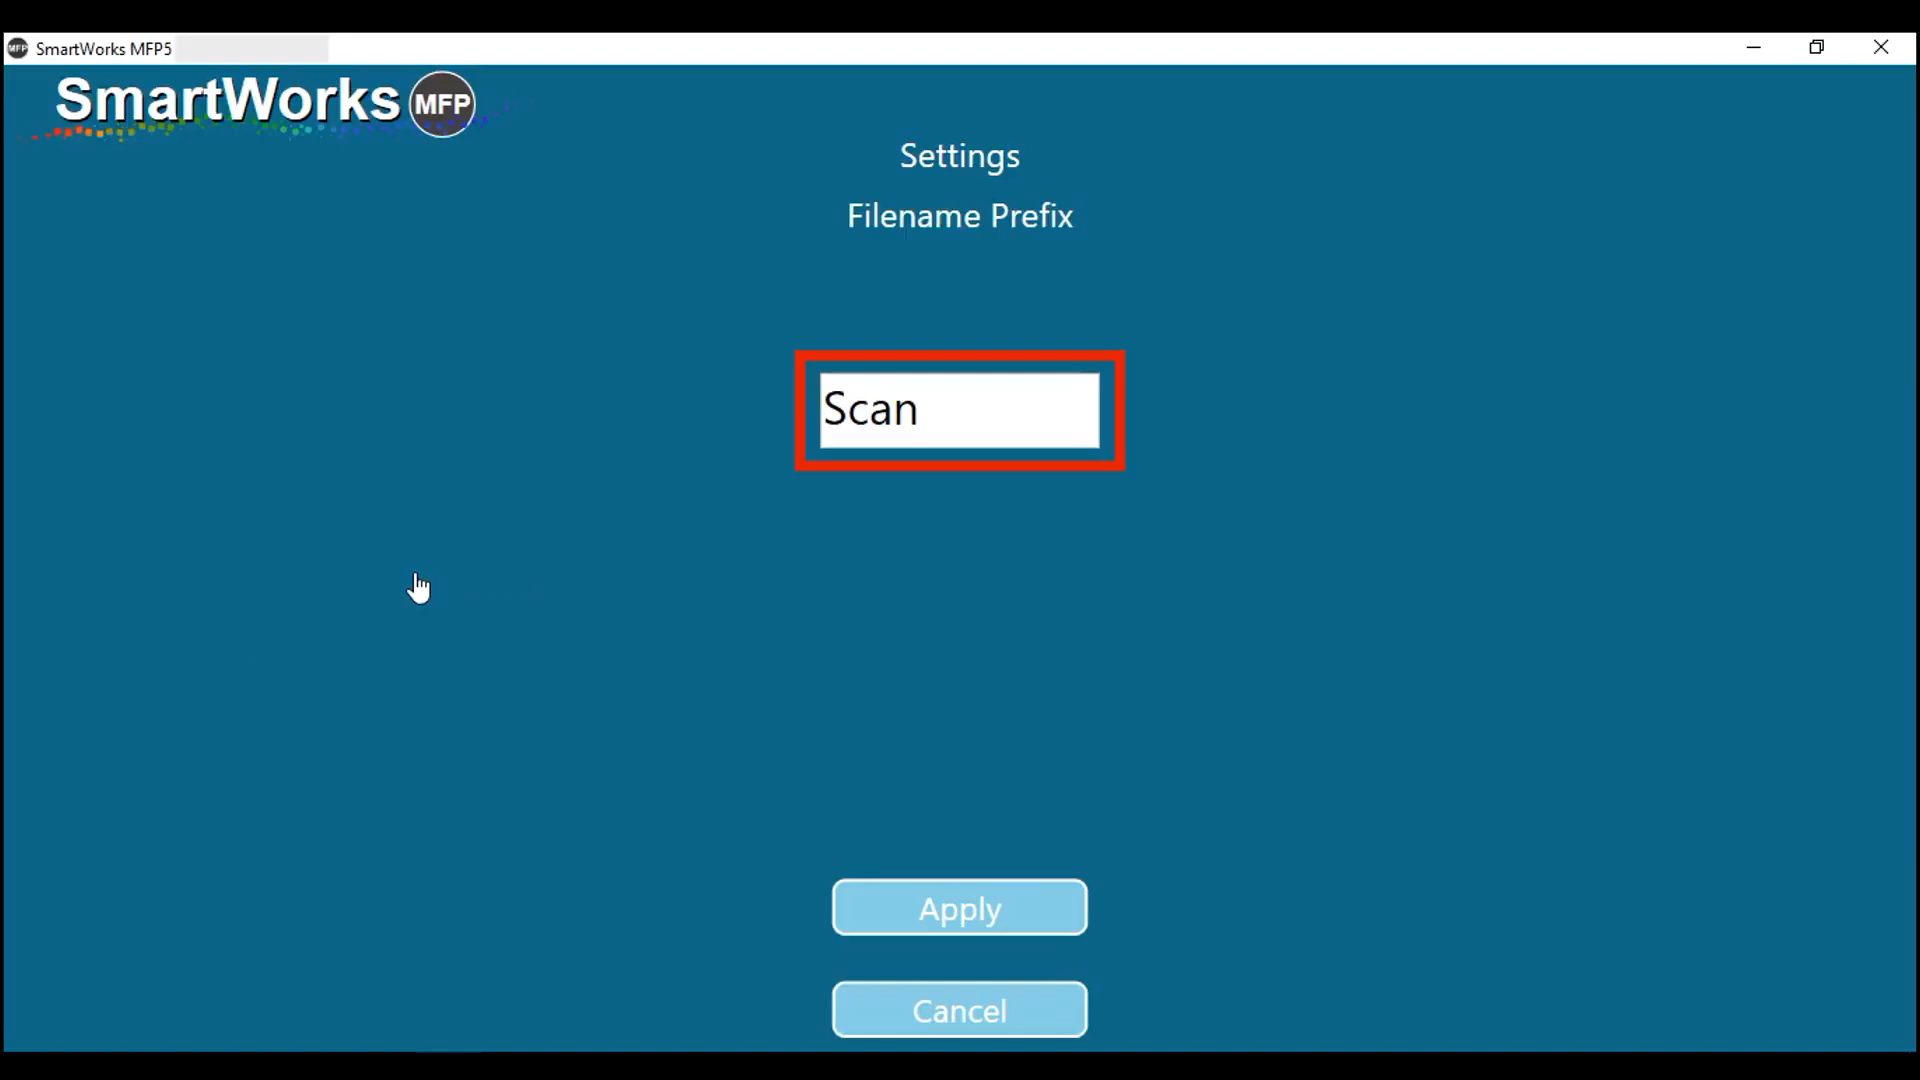 SmartWorks MFP5
SmartWorks MFP
Settings
Filename Prefix
Scan
Apply
Cancel